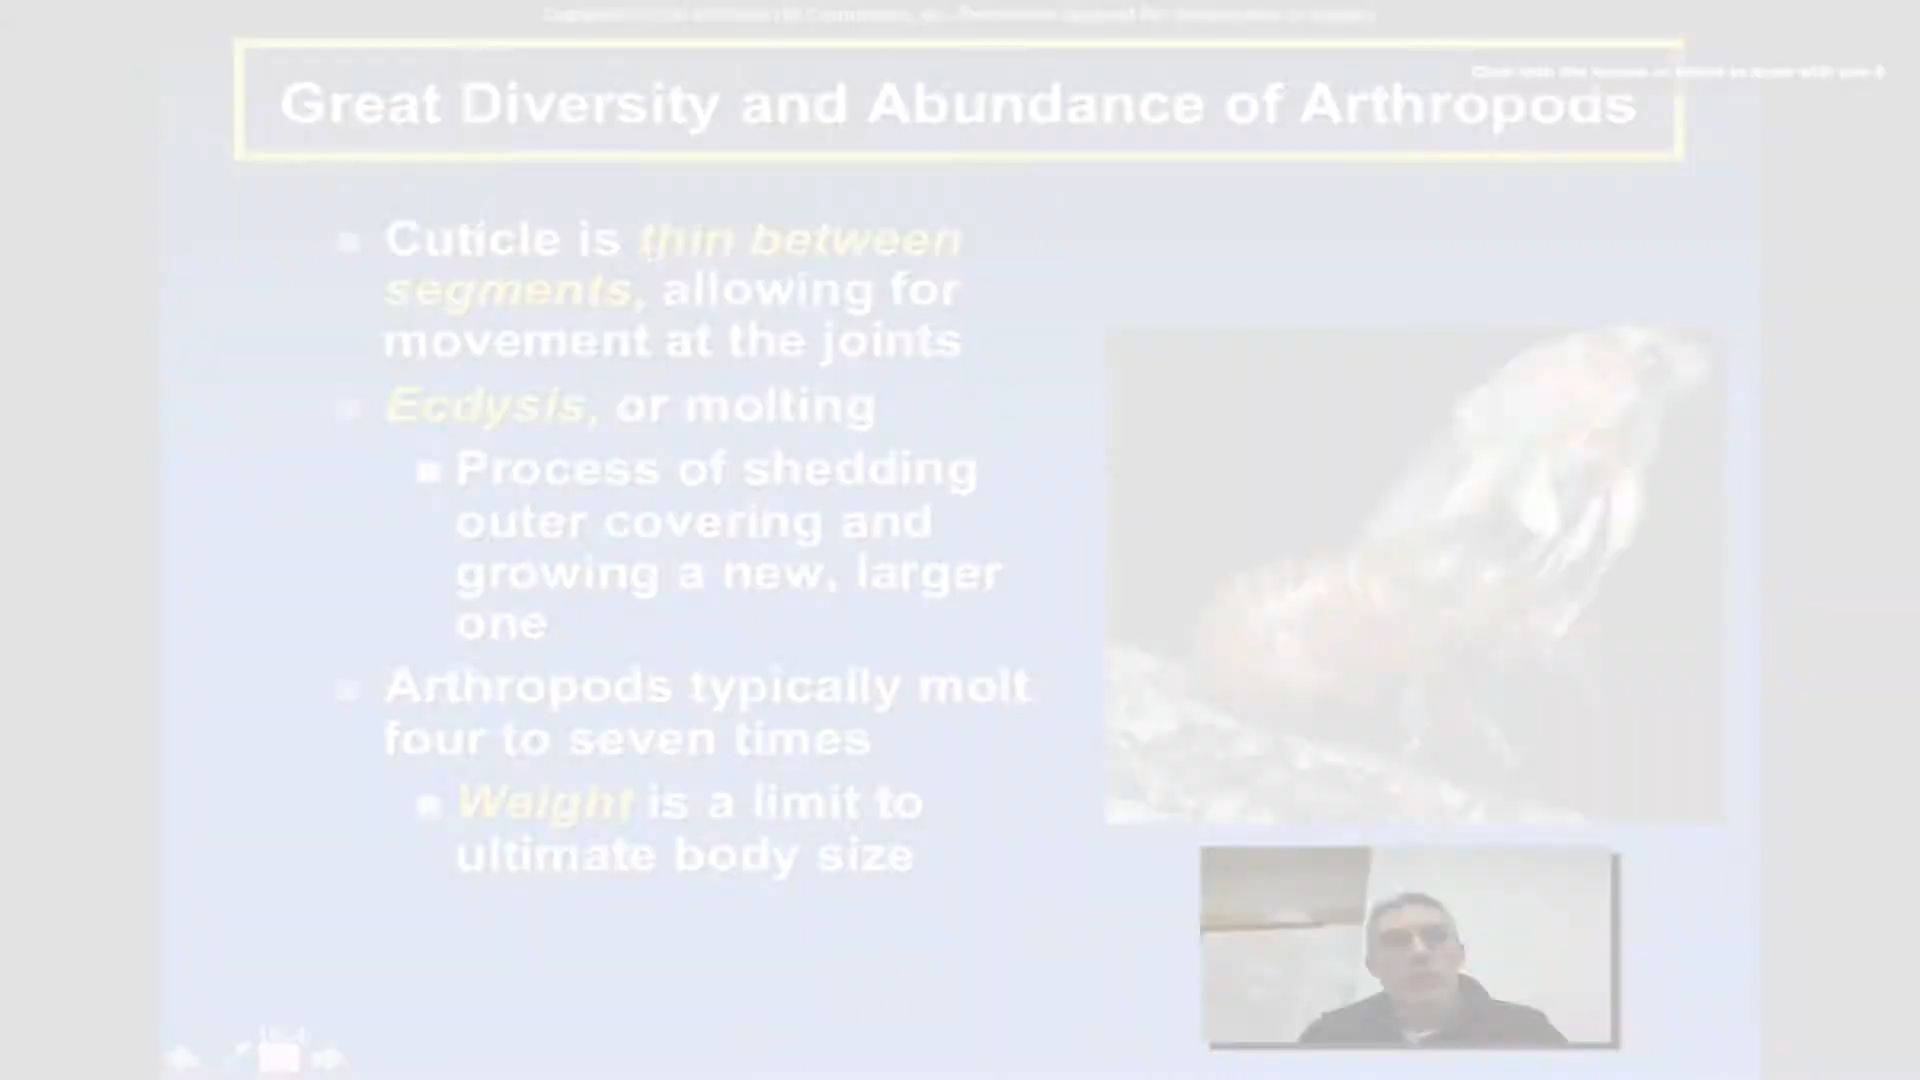 Great Diversity and Abundance of Arthropods
Cuticle is thin between
segments, allowing for
movement at the joints
Ecdysis, or molting
Process of shedding
outer covering and
growing a new, larger
one
Arthropods typically molt
four to seven times
Weight is a limit to
ultimate body size